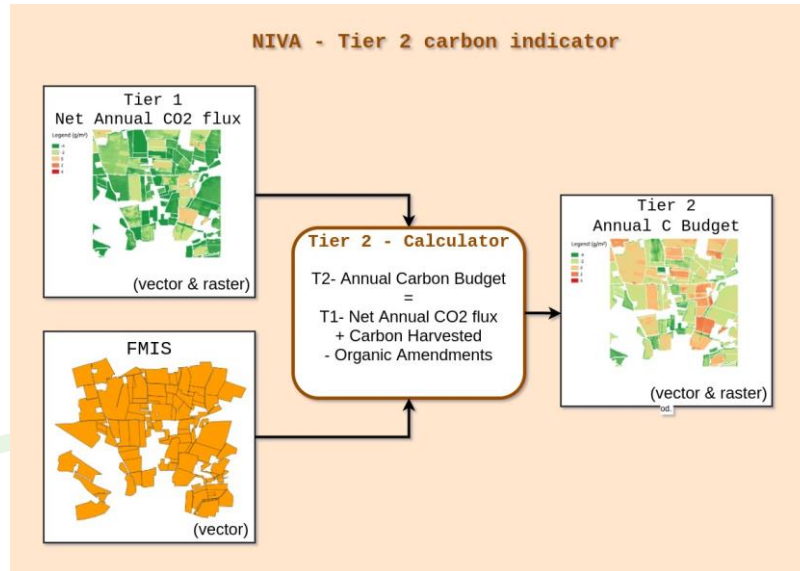 NIVA - Tier 2 carbon indicator
Tier 1
Net Annual CO2 flux
Legend (g/m²)
(vector & raster)
FMIS
(vector)
Tier 2 - Calculator
T2- Annual Carbon Budget
=
T1- Net Annual CO2 flux
+ Carbon Harvested
- Organic Amendments
Tier 2
Annual C Budget
Legend (g/m²)
(vector & raster)
od.